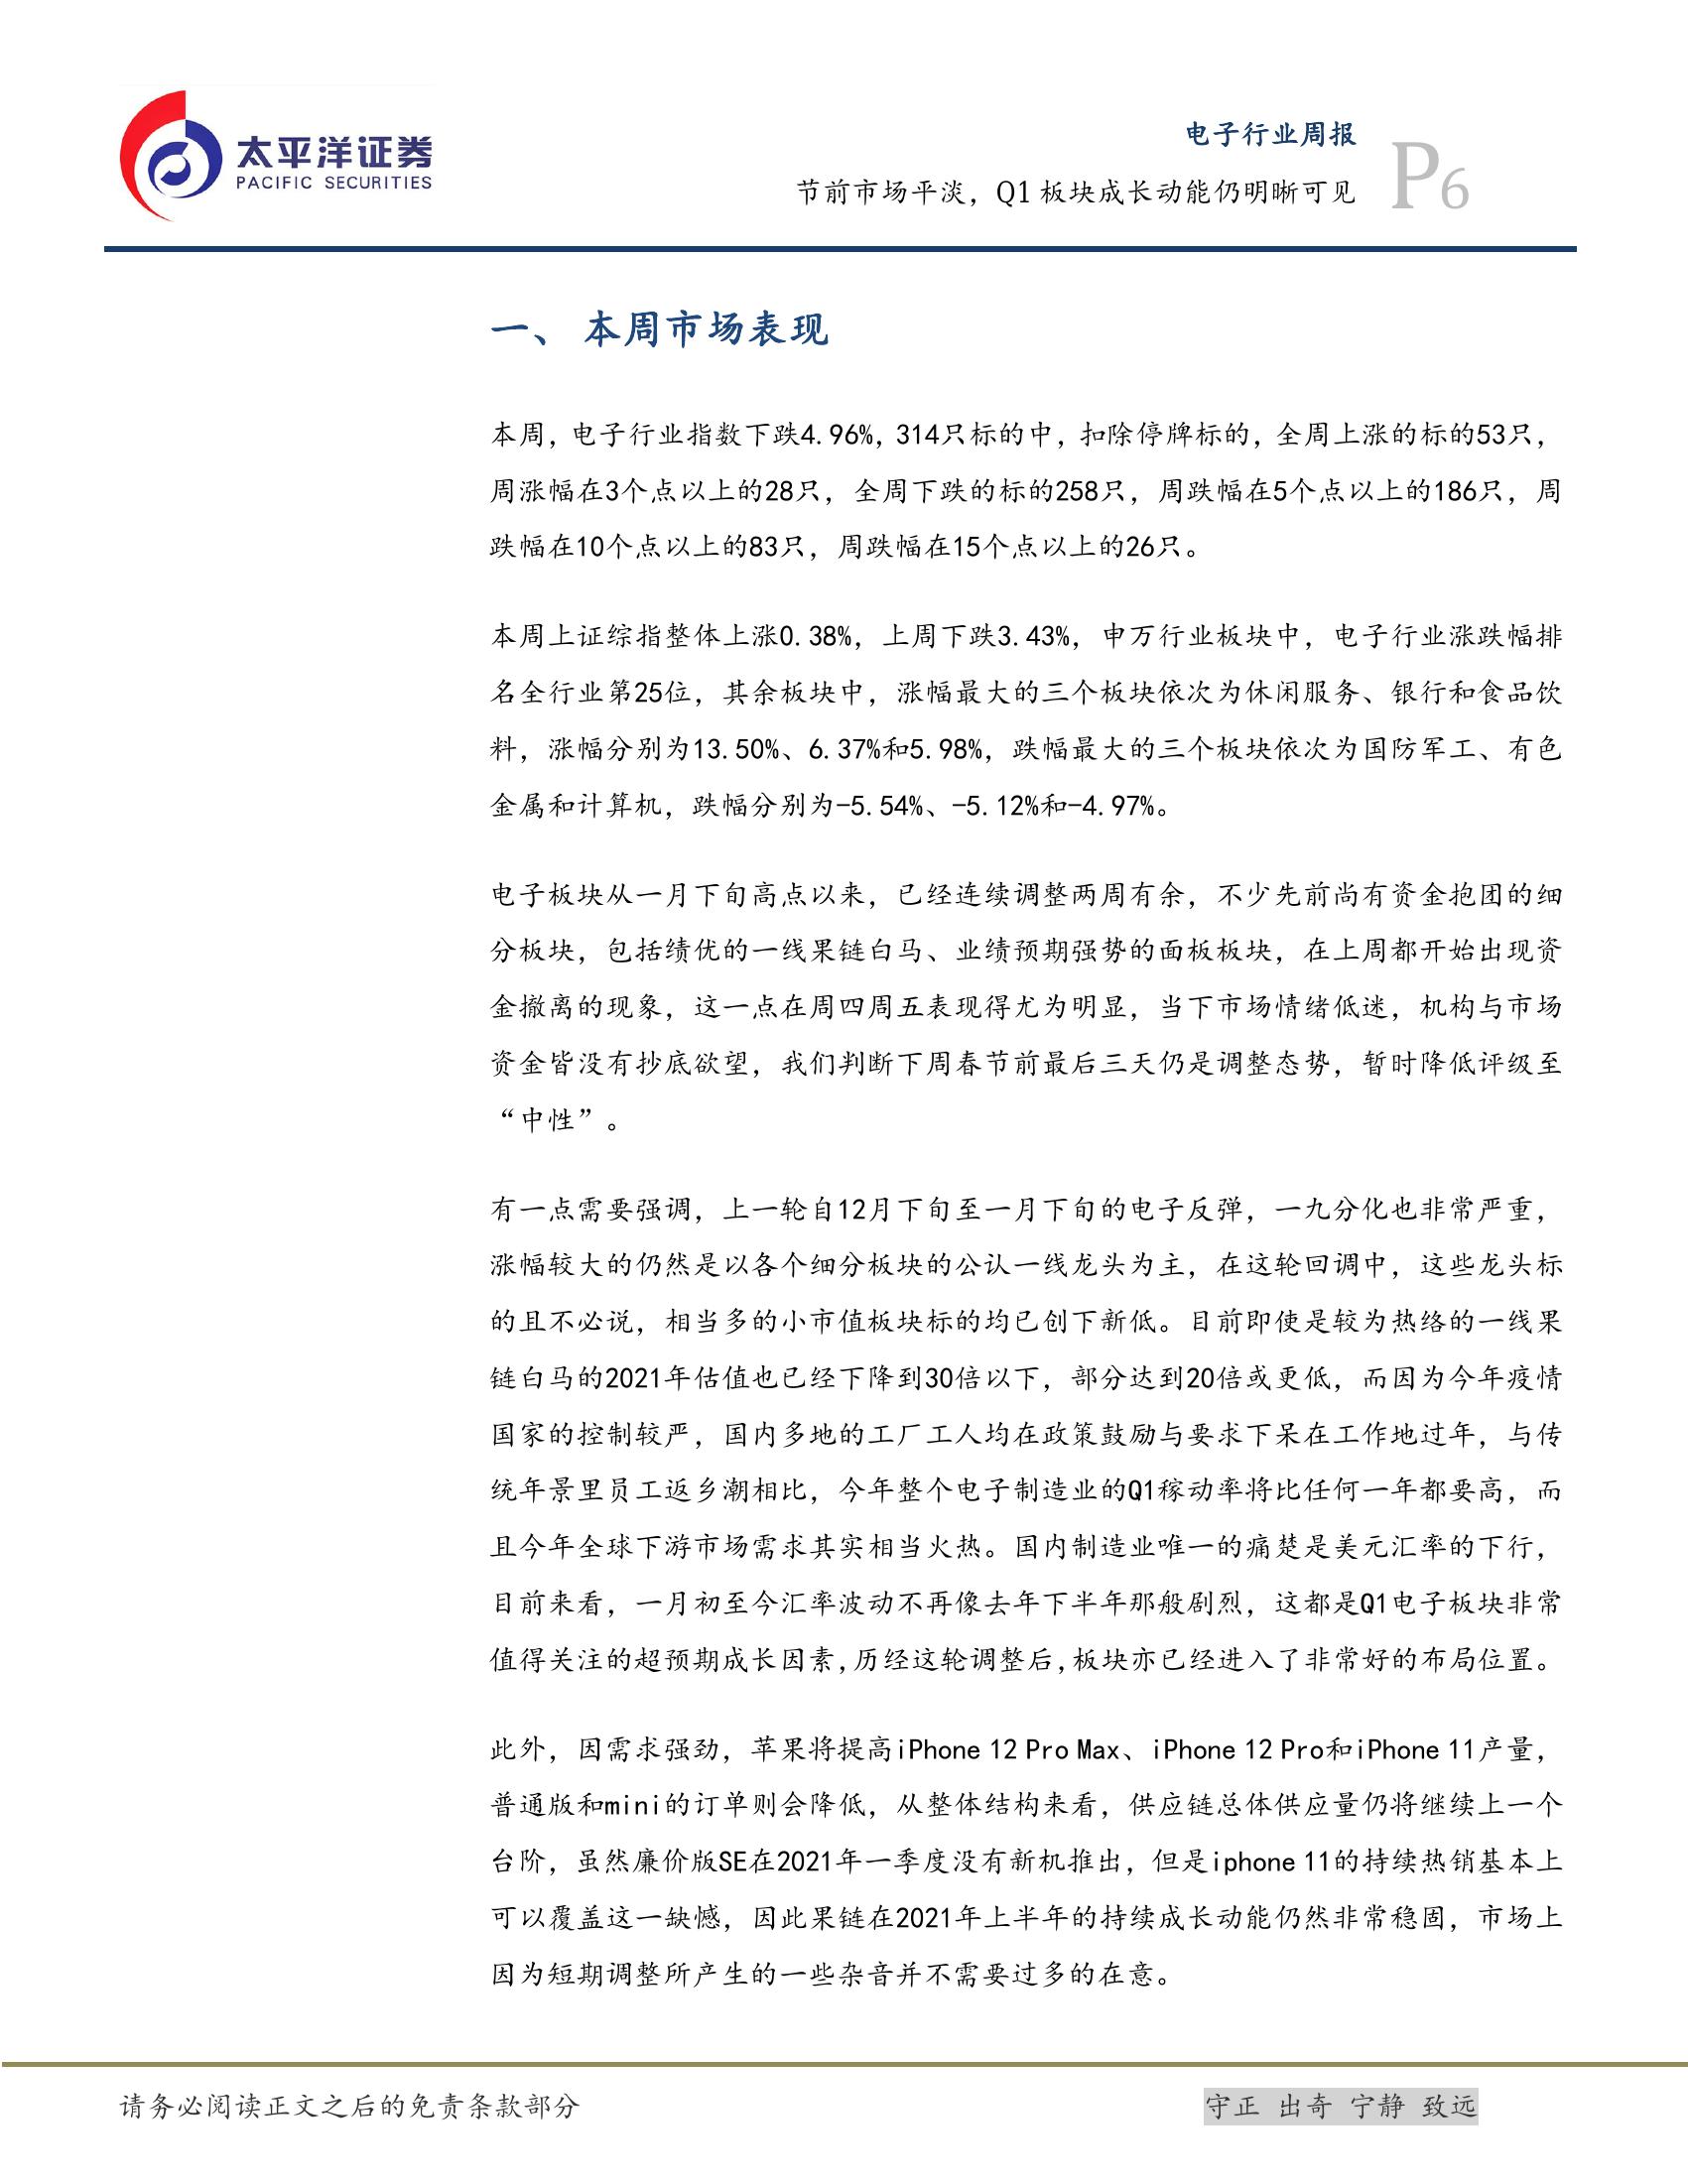 太平洋证券
PACIFIC SECURITIES
电子行业周报
节前市场平淡，Q1 板块成长动能仍明晰可见
P6
一、 本周市场表现
本周，电子行业指数下跌4.96%，314只标的中，扣除停牌标的，全周上涨的标的53只，
周涨幅在3个点以上的28只，全周下跌的标的258只，周跌幅在5个点以上的186只，周
跌幅在10个点以上的83只，周跌幅在15个点以上的26只。
本周上证综指整体上涨0.38%，上周下跌3.43%，申万行业板块中，电子行业涨跌幅排
名全行业第25位，其余板块中，涨幅最大的三个板块依次为休闲服务、银行和食品饮
料，涨幅分别为13.50%、6.37%和5.98%，跌幅最大的三个板块依次为国防军工、有色
金属和计算机，跌幅分别为-5.54%、-5.12%和-4.97%。
电子板块从一月下旬高点以来，已经连续调整两周有余，不少先前尚有资金抱团的细
分板块，包括绩优的一线果链白马、业绩预期强势的面板板块，在上周都开始出现资
金撤离的现象，这一点在周四周五表现得尤为明显，当下市场情绪低迷，机构与市场
资金皆没有抄底欲望，我们判断下周春节前最后三天仍是调整态势，暂时降低评级至
“中性”。
有一点需要强调，上一轮自12月下旬至一月下旬的电子反弹，一九分化也非常严重，
涨幅较大的仍然是以各个细分板块的公认一线龙头为主，在这轮回调中，这些龙头标
的且不必说，相当多的小市值板块标的均已创下新低。目前即使是较为热络的一线果
链白马的2021年估值也已经下降到30倍以下，部分达到20倍或更低，而因为今年疫情
国家的控制较严，国内多地的工厂工人均在政策鼓励与要求下呆在工作地过年，与传
统年景里员工返乡潮相比，今年整个电子制造业的Q1稼动率将比任何一年都要高，而
且今年全球下游市场需求其实相当火热。国内制造业唯一的痛楚是美元汇率的下行，
目前来看，一月初至今汇率波动不再像去年下半年那般剧烈，这都是Q1电子板块非常
值得关注的超预期成长因素,历经这轮调整后,板块亦已经进入了非常好的布局位置。
此外，因需求强劲，苹果将提高iPhone 12 Pro Max、iPhone 12 Pro和iPhone 11产量，
普通版和mini的订单则会降低，从整体结构来看，供应链总体供应量仍将继续上一个
台阶，虽然廉价版SE在2021年一季度没有新机推出，但是iphone 11的持续热销基本上
可以覆盖这一缺憾，因此果链在2021年上半年的持续成长动能仍然非常稳固，市场上
因为短期调整所产生的一些杂音并不需要过多的在意。
请务必阅读正文之后的免责条款部分
守正 出奇 宁静 致远